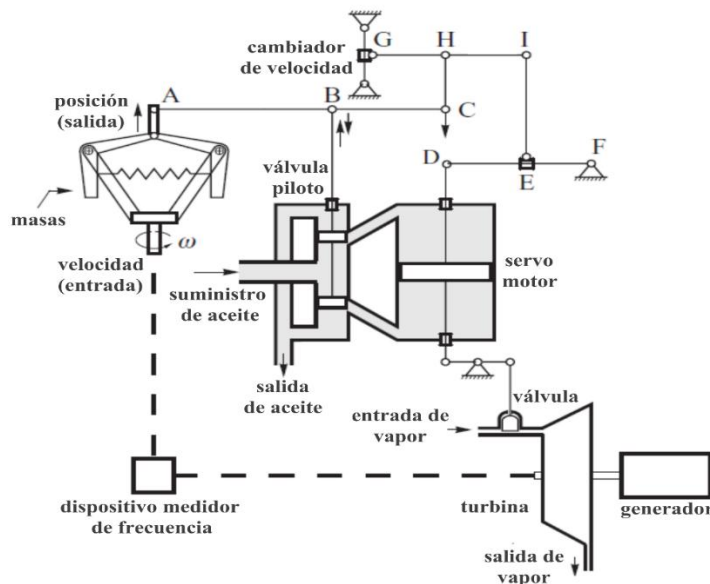 G
H
I
cambiador
de velocidad
posición
(salida)
A
B
C
D
E
F
válvula
piloto
masas
ω
velocidad
(entrada)
suministro
de aceite
servo
motor
salida
de aceite
válvula
entrada de
vapor
dispositivo medidor
de frecuencia
turbina
generador
salida de
vapor